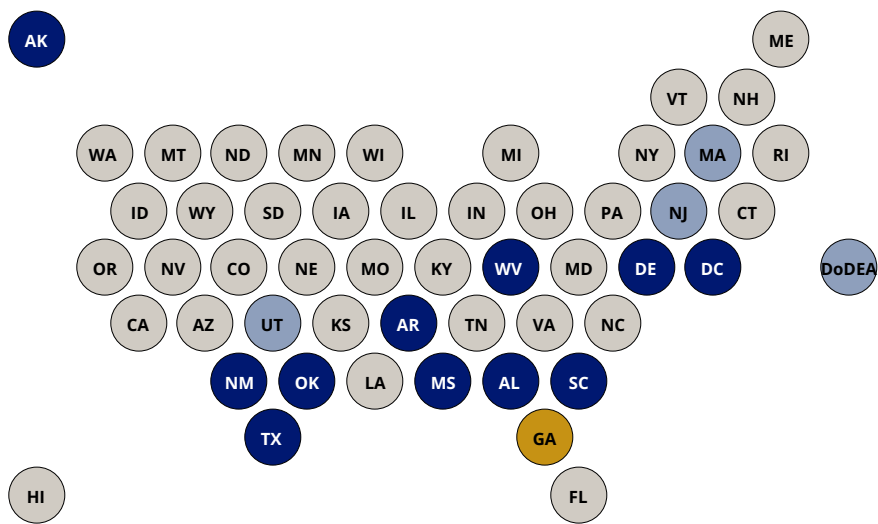 AK ME
VT NH
WA MT ND MN WI MI NY MA RI
ID WY SD IA IL IN OH PA NJ CT
OR NV CO NE MO KY WV MD DE DC DoDEA
CA AZ UT KS AR TN VA NC
NM OK LA MS AL SC
TX GA
HI FL